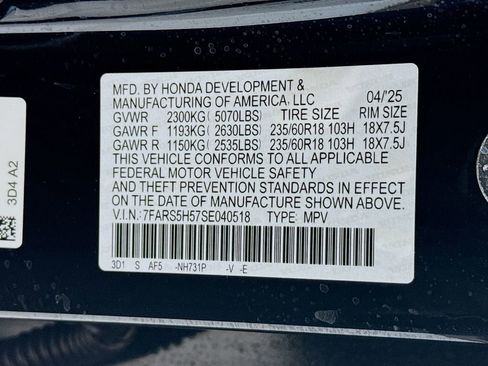 MFD. BY HONDA DEVELOPMENT &
MANUFACTURING OF AMERICA, LLC 04/'25
GVWR 2300KG (5070LBS) TIRE SIZE RIM SIZE
GAWR F 1193KG (2630LBS) 235/60R18 103H 18X7.5J
GAWR R 1150KG (2535LBS) 235/60R18 103H 18X7.5J
THIS VEHICLE CONFORMS TO ALL APPLICABLE
FEDERAL MOTOR VEHICLE SAFETY
AND THEFT PREVENTION STANDARDS IN EFFECT
ON THE DATE OF MANUFACTURE SHOWN ABOVE.
V.I.N:7FARS5H57SE040518 TYPE: MPV
3D1 S AF5 -NH731P -V -E
3D4 A2